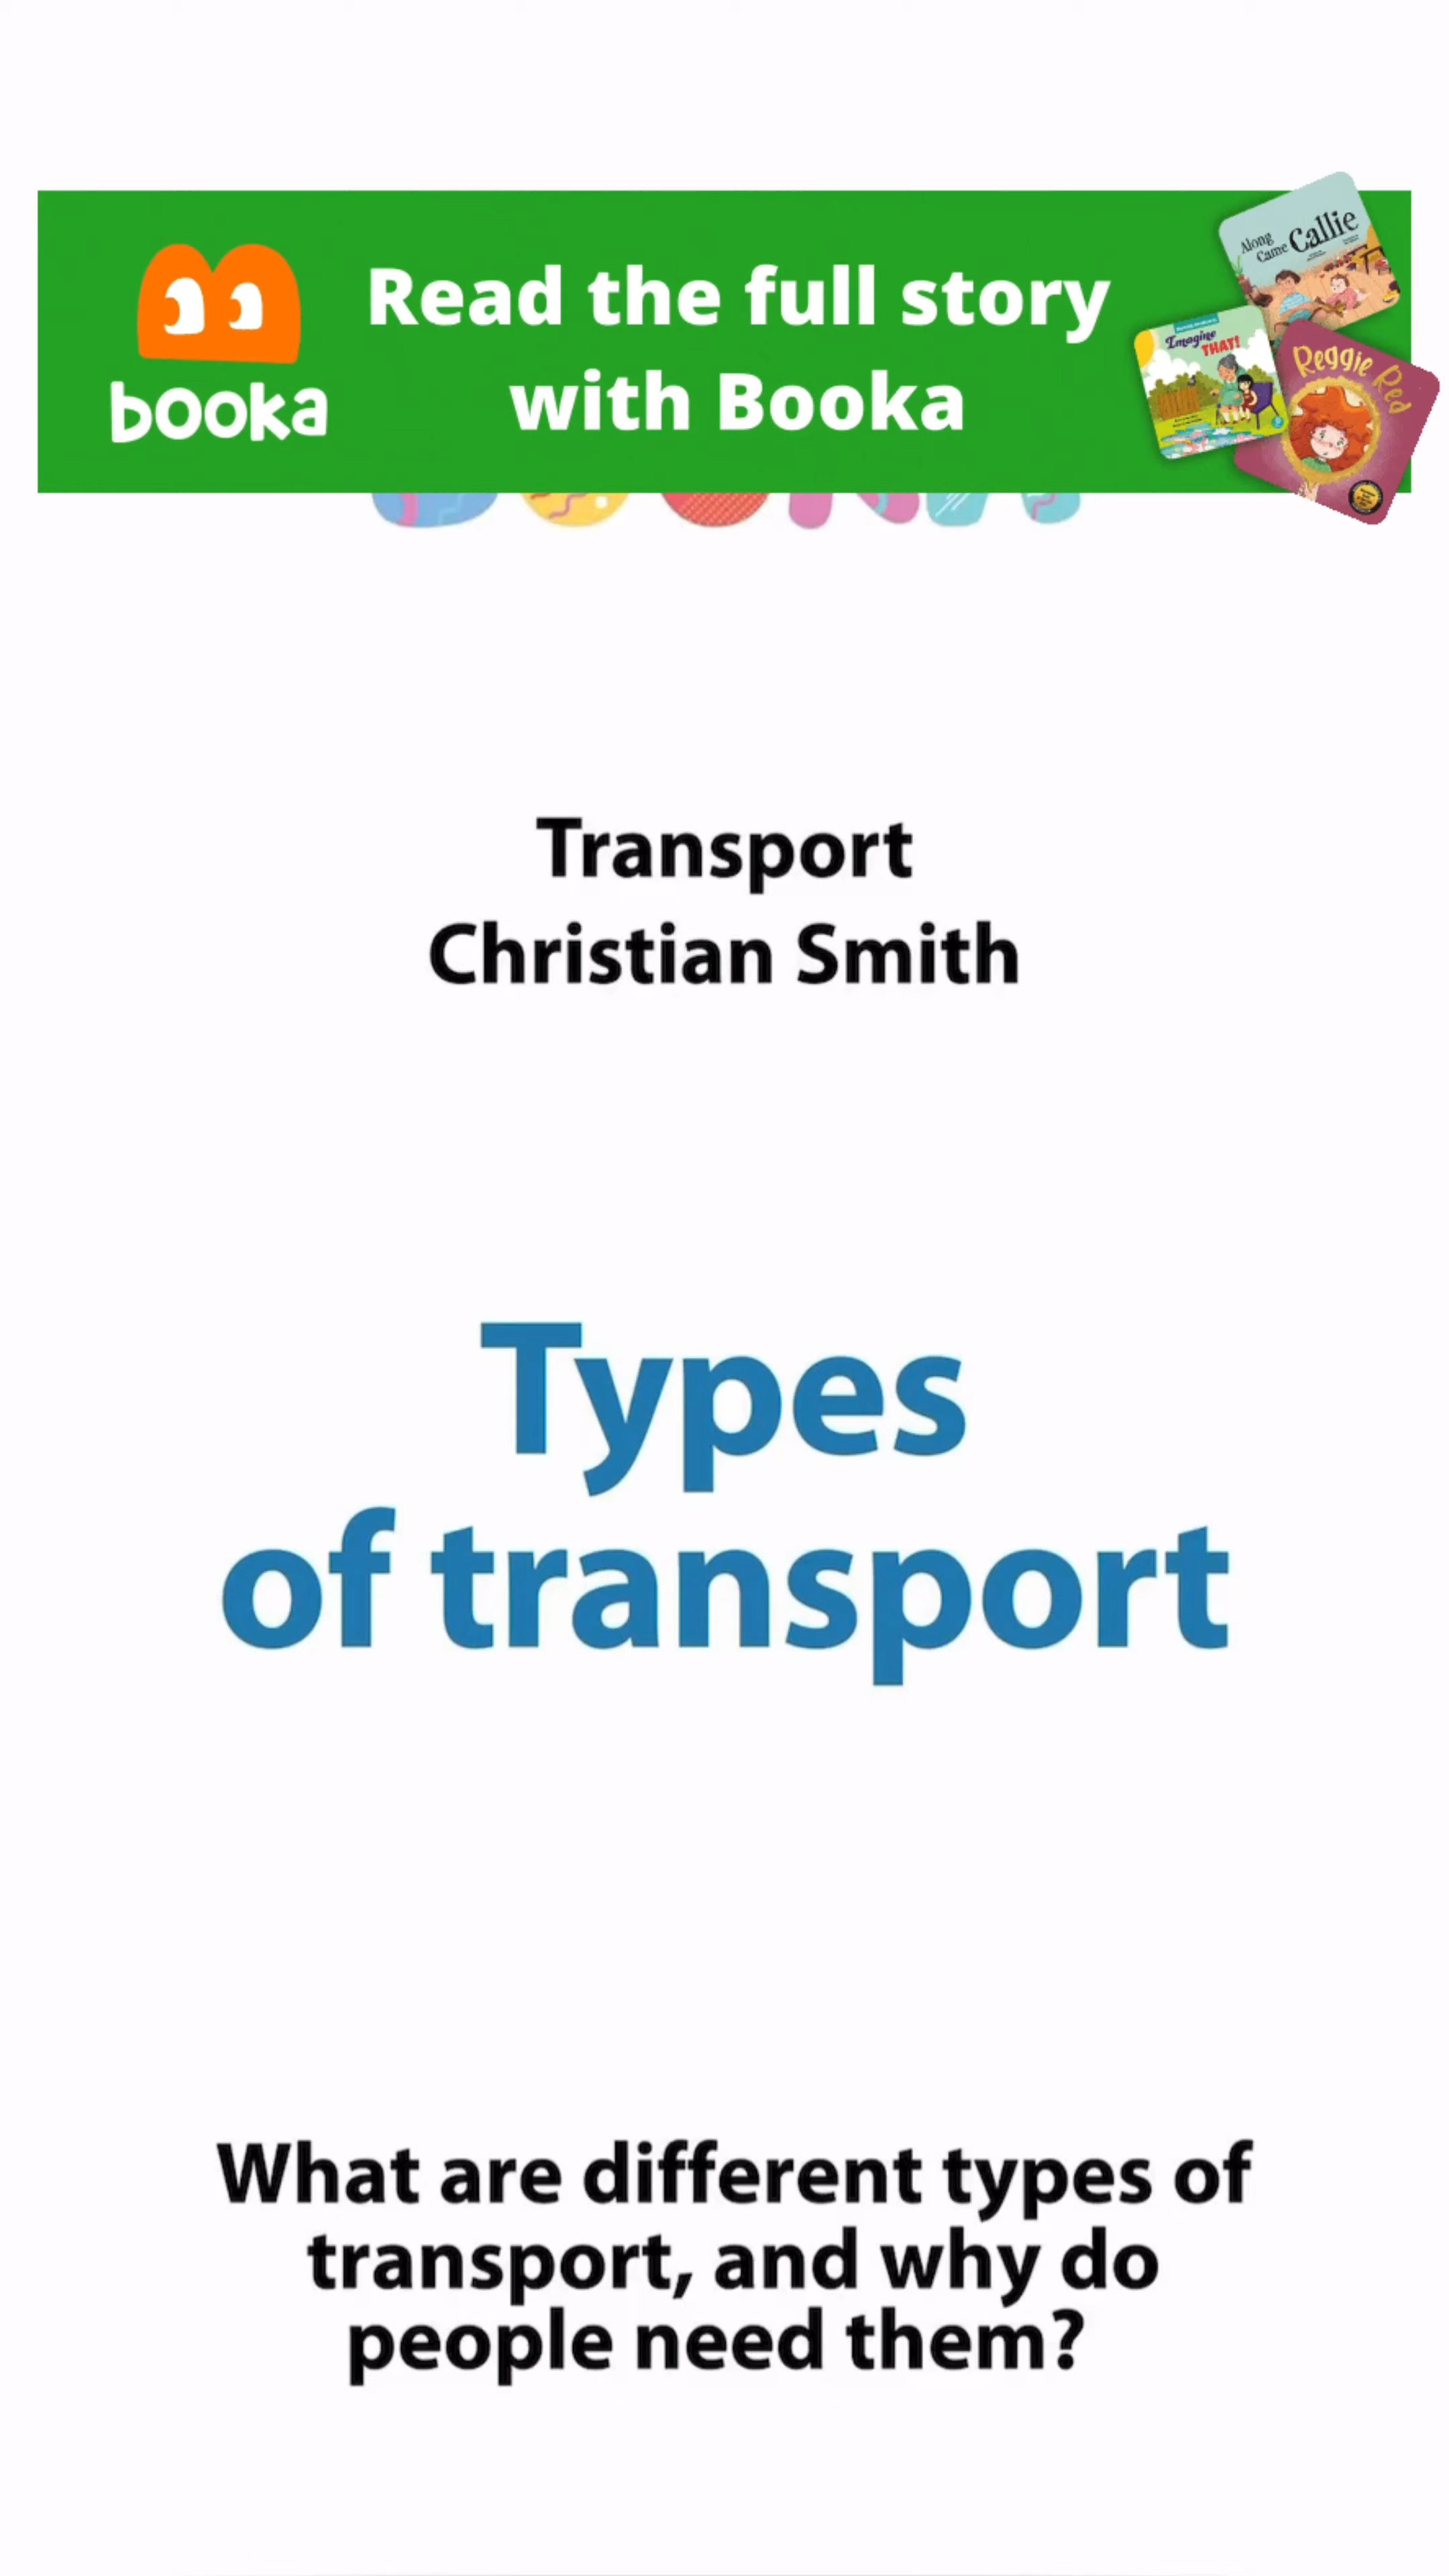 booka
Read the full story
with Booka
Along
Came Callie
Imagine
THAT!
Reggie Red
Transport
Christian Smith
Types
of transport
What are different types of
transport, and why do
people need them?